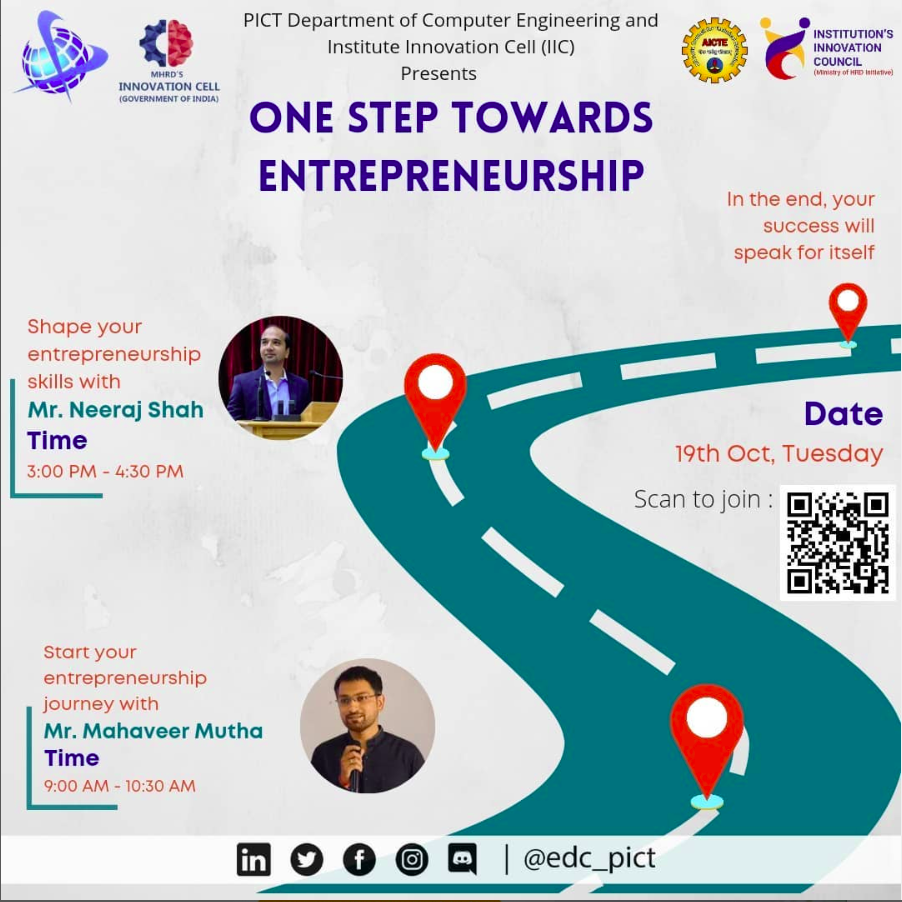 PICT Department of Computer Engineering and
Institute Innovation Cell (IIC)
Presents
MHRD'S
INNOVATION CELL
(GOVERNMENT OF INDIA)
AICTE
INSTITUTION'S
INNOVATION
COUNCIL
(Ministry of HRD Initiative)
ONE STEP TOWARDS
ENTREPRENEURSHIP
In the end, your
success will
speak for itself
Shape your
entrepreneurship
skills with
Mr. Neeraj Shah
Time
3:00 PM - 4:30 PM
Date
19th Oct, Tuesday
Scan to join :
Start your
entrepreneurship
journey with
Mr. Mahaveer Mutha
Time
9:00 AM - 10:30 AM
in
| @edc_pict